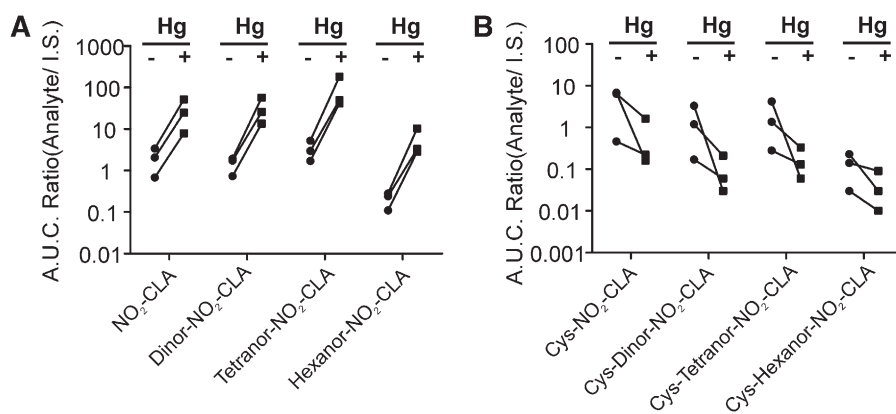 A
Hg Hg Hg Hg
- + - + - + - +
A.U.C. Ratio(Analyte/ I.S.)
1000
100
10
1
0.1
0.01
NO₂-CLA
Dinor-NO₂-CLA
Tetranor-NO₂-CLA
Hexanor-NO₂-CLA
B
Hg Hg Hg Hg
- + - + - + - +
A.U.C. Ratio(Analyte/ I.S.)
100
10
1
0.1
0.01
0.001
Cys-NO₂-CLA
Cys-Dinor-NO₂-CLA
Cys-Tetranor-NO₂-CLA
Cys-Hexanor-NO₂-CLA